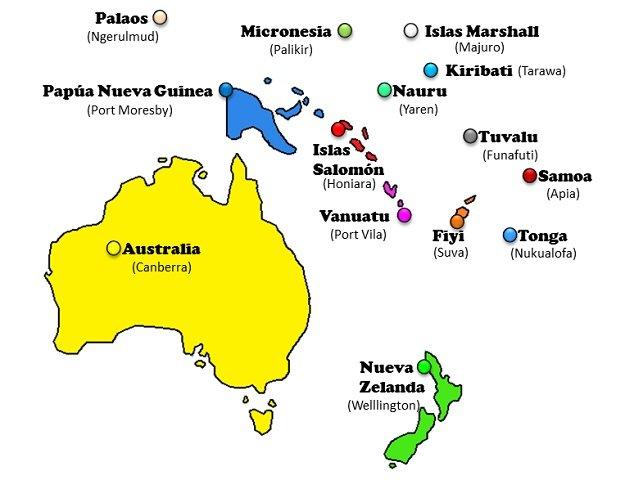 Palaos
(Ngerulmud)
Micronesia
(Palikir)
Islas Marshall
(Majuro)
Kiribati (Tarawa)
Papúa Nueva Guinea
(Port Moresby)
Nauru
(Yaren)
Islas
Salomón
(Honiara)
Tuvalu
(Funafuti)
Samoa
(Apia)
Vanuatu
(Port Vila)
Fiyi
(Suva)
Tonga
(Nukualofa)
Australia
(Canberra)
Nueva
Zelanda
(Welllington)